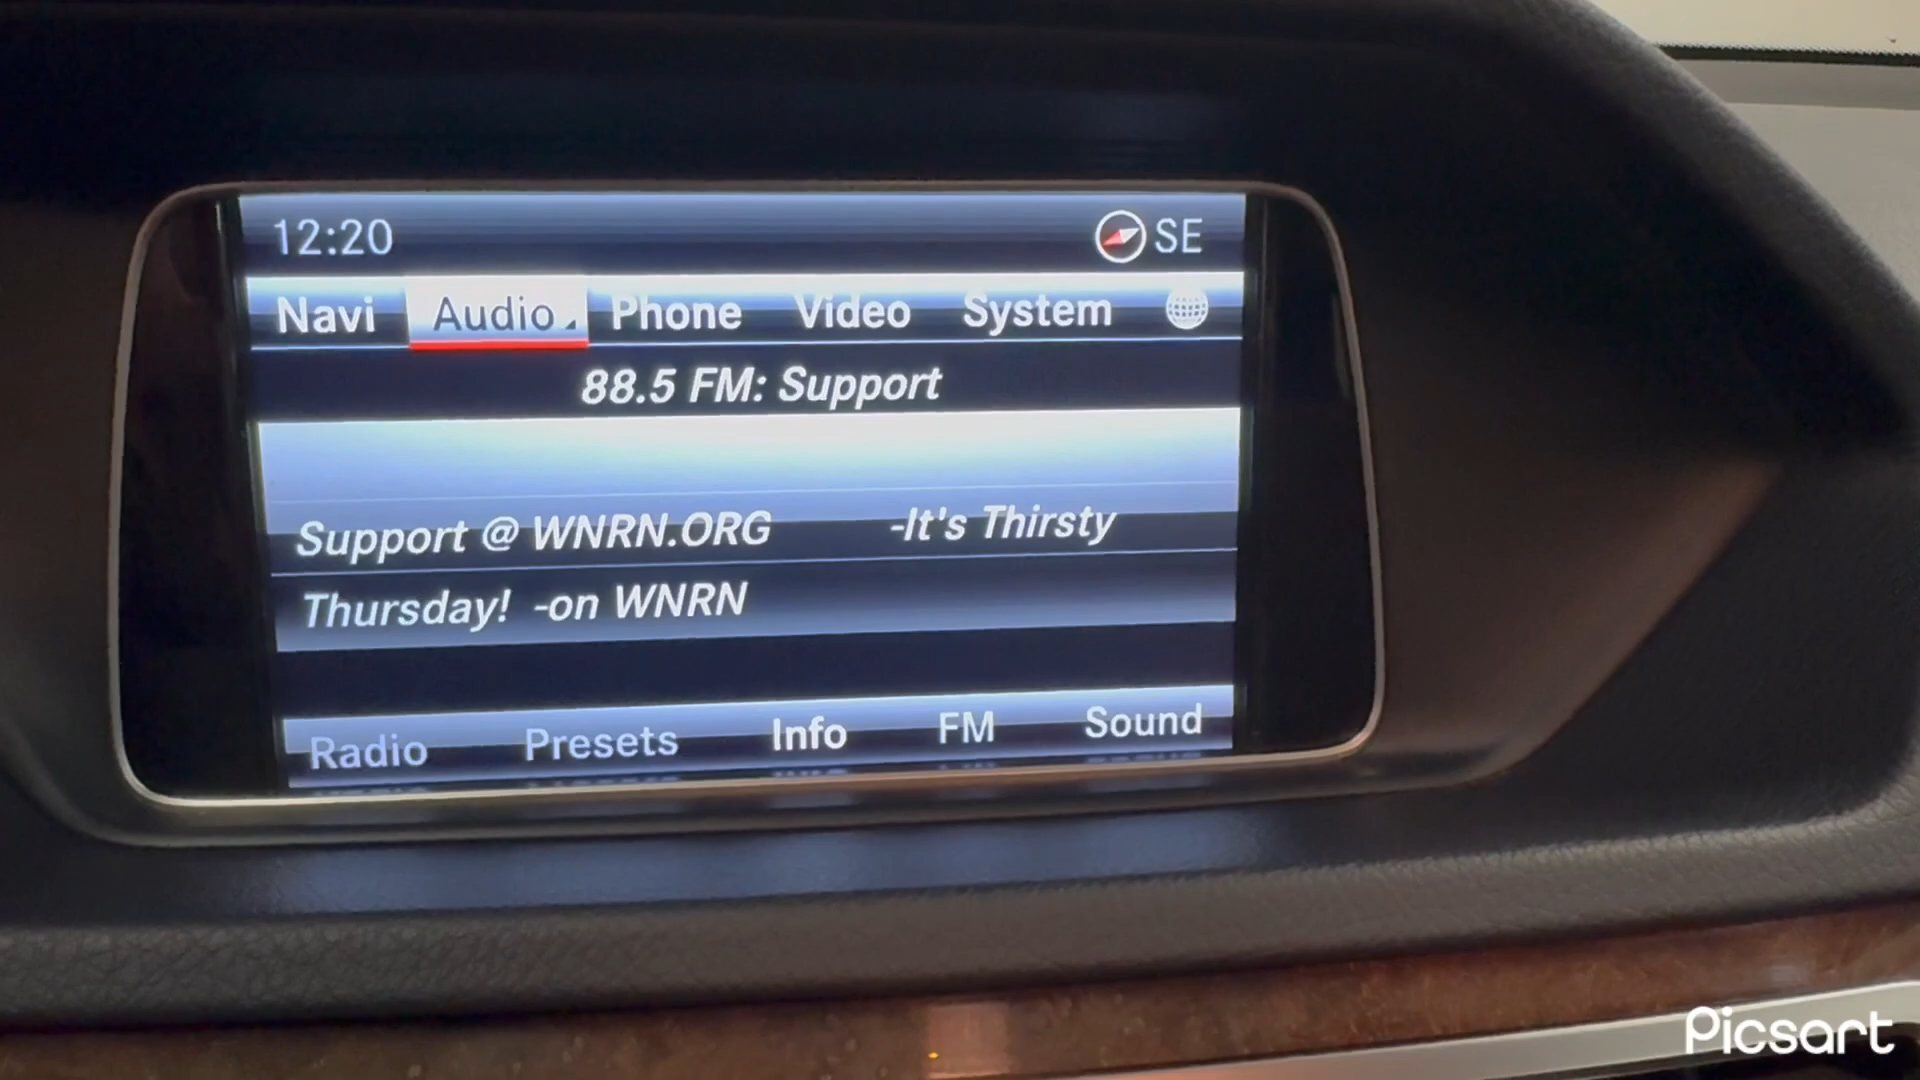 12:20 SE
Navi Audio Phone Video System
88.5 FM: Support
Support @ WNRN.ORG -It's Thirsty
Thursday! -on WNRN
Radio Presets Info FM Sound
Picsart